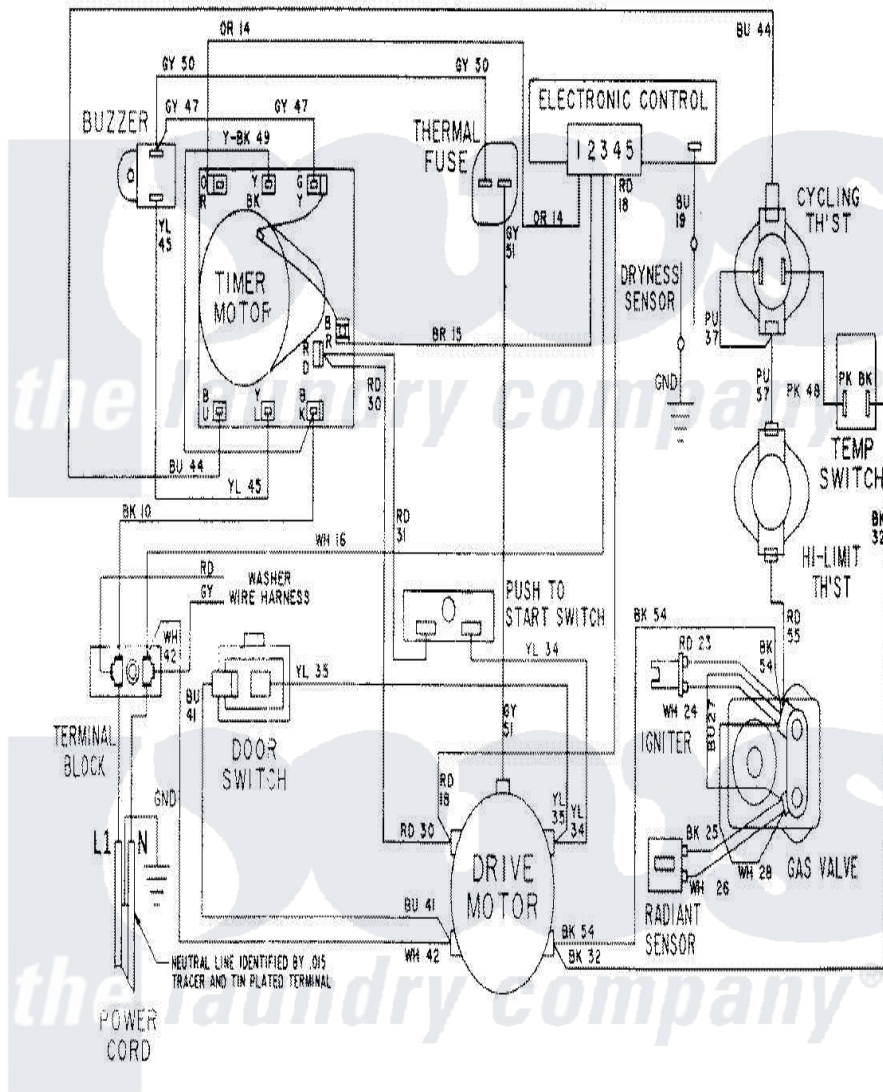 OR 14
BU 44
GY 50
GY 50
GY 47
GY 47
BUZZER
Y-BK 49
THERMAL
FUSE
ELECTRONIC CONTROL
1 2 3 4 5
RD
18
O
R
Y
BK
G
Y
YL
45
GY
51
OR 14
BU
19
CYCLING
TH'ST
TIMER
MOTOR
DRYNESS
SENSOR
B
R
BR 15
R
D
RD
30
PU
37
GND
PU
57
PK 48
PK BK
TEMP
SWITCH
B
U
Y
L
B
K
BU 44
YL 45
BK 10
RD
31
WH 16
BK
32
HI-LIMIT
TH'ST
RD
GY
WASHER
WIRE HARNESS
PUSH TO
START SWITCH
WH
42
YL 34
BK 54
RD 23
BK
54
RD
55
YL 35
BU
41
WH 24
BU27
IGNITER
TERMINAL
BLOCK
DOOR
SWITCH
GY
51
GND
RD
18
YL
35
YL
34
L1
N
RD 30
BK 25
DRIVE
MOTOR
WH 26
WH 28
GAS VALVE
RADIANT
SENSOR
BU 41
WH 42
BK 54
BK 32
NEUTRAL LINE IDENTIFIED BY .015
TRACER AND TIN PLATED TERMINAL
POWER
CORD
the laundry company
the laundry company®